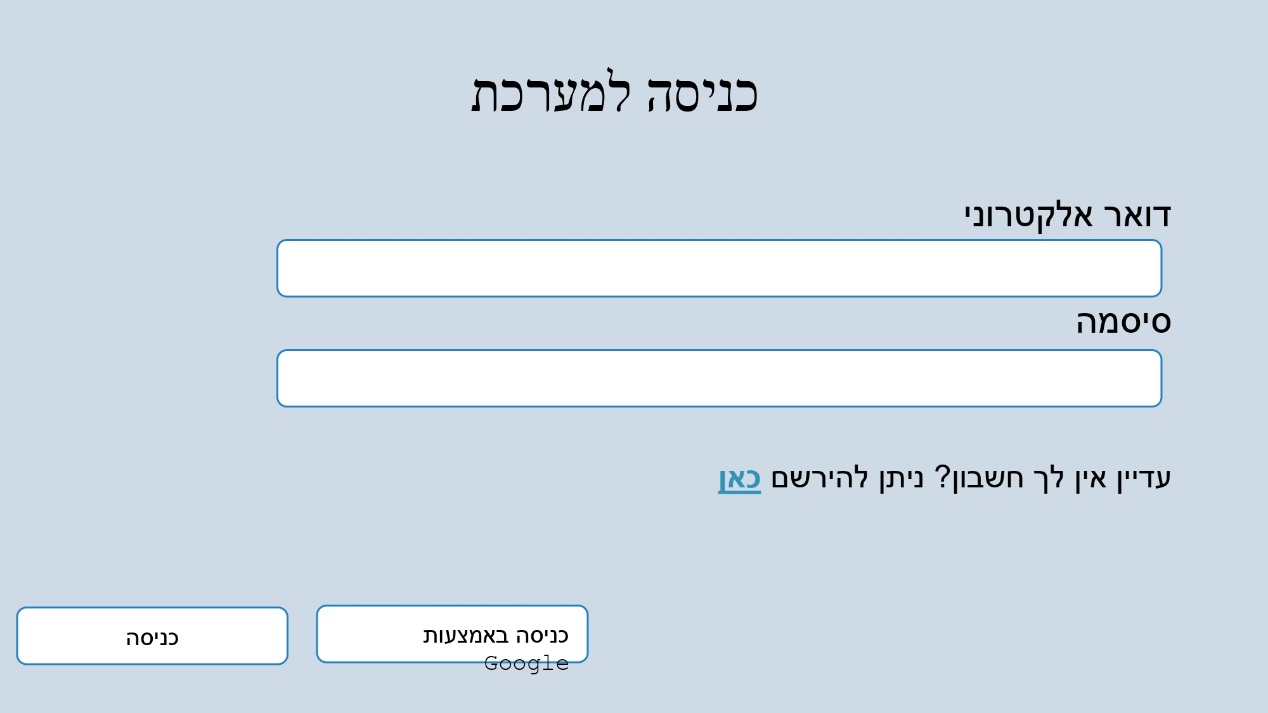 כניסה למערכת
דואר אלקטרוני
סיסמה
עדיין אין לך חשבון? ניתן להירשם כאן
כניסה באמצעות
Google
כניסה